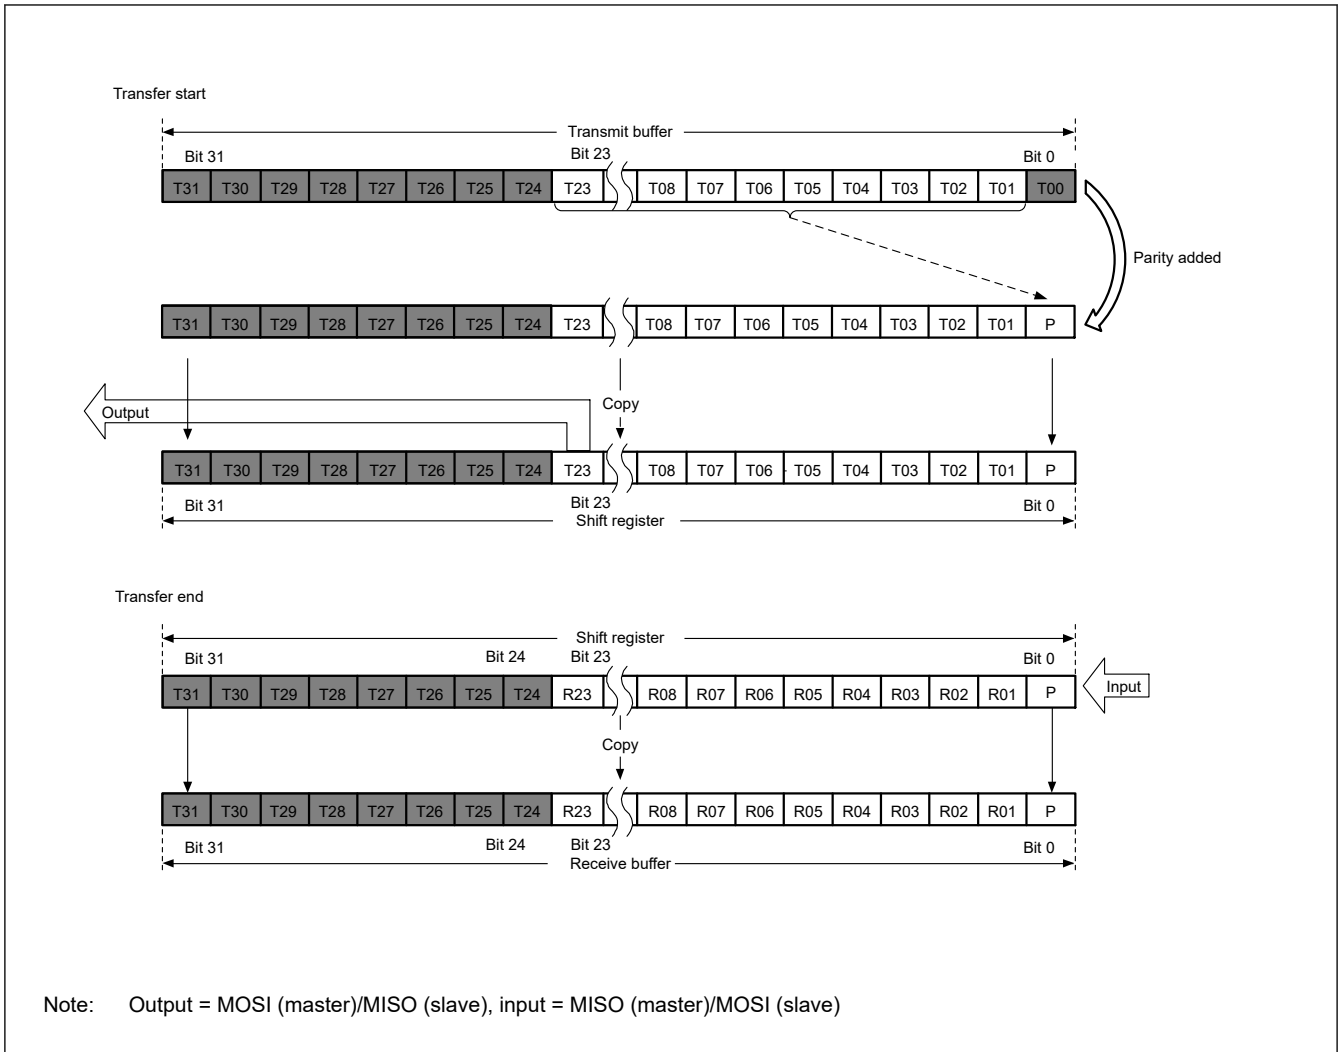 Transfer start
Transmit buffer
Bit 31 Bit 23 Bit 0
T31 T30 T29 T28 T27 T26 T25 T24 T23 T08 T07 T06 T05 T04 T03 T02 T01 T00
Parity added
T31 T30 T29 T28 T27 T26 T25 T24 T23 T08 T07 T06 T05 T04 T03 T02 T01 P
Output Copy
T31 T30 T29 T28 T27 T26 T25 T24 T23 T08 T07 T06 T05 T04 T03 T02 T01 P
Bit 31 Bit 23 Bit 0
Shift register
Transfer end
Shift register
Bit 31 Bit 24 Bit 23 Bit 0
T31 T30 T29 T28 T27 T26 T25 T24 R23 R08 R07 R06 R05 R04 R03 R02 R01 P
Input
Copy
T31 T30 T29 T28 T27 T26 T25 T24 R23 R08 R07 R06 R05 R04 R03 R02 R01 P
Bit 31 Bit 24 Bit 23 Bit 0
Receive buffer
Note: Output = MOSI (master)/MISO (slave), input = MISO (master)/MOSI (slave)